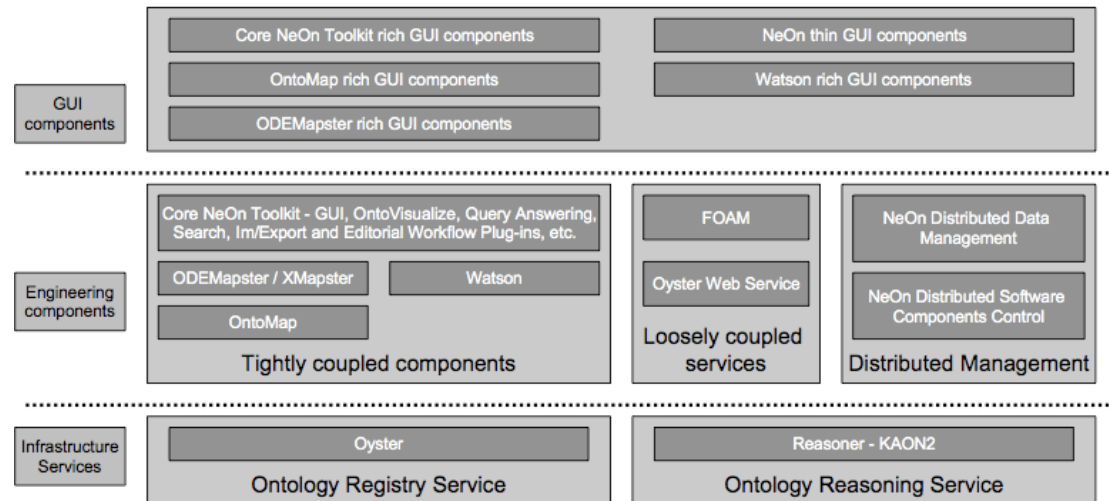 Core NeOn Toolkit rich GUI components
NeOn thin GUI components
OntoMap rich GUI components
Watson rich GUI components
GUI
components
ODEMapster rich GUI components
Core NeOn Toolkit - GUI, OntoVisualize, Query Answering,
Search, Im/Export and Editorial Workflow Plug-ins, etc.
ODEMapster / XMapster
Watson
OntoMap
Tightly coupled components
FOAM
Oyster Web Service
Loosely coupled
services
NeOn Distributed Data
Management
NeOn Distributed Software
Components Control
Distributed Management
Engineering
components
Infrastructure
Services
Oyster
Ontology Registry Service
Reasoner - KAON2
Ontology Reasoning Service